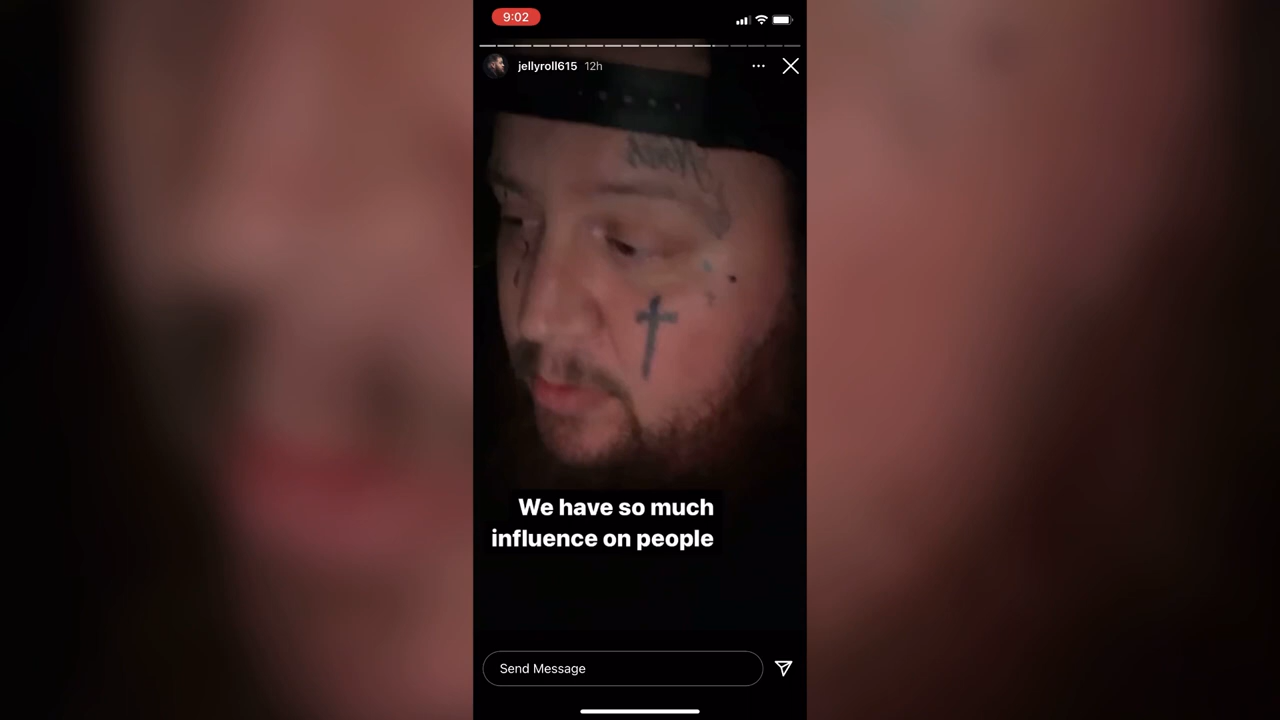 9:02
jellyroll615 12h
We have so much
influence on people
Send Message